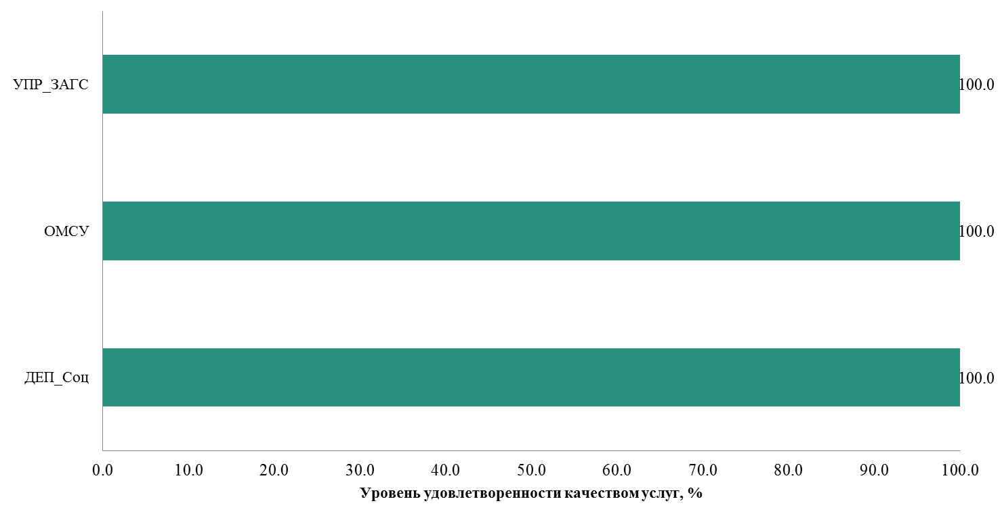 УПР_ЗАГС
100.0
ОМСУ
100.0
ДЕП_Соц
100.0
0.0 10.0 20.0 30.0 40.0 50.0 60.0 70.0 80.0 90.0 100.0
Уровень удовлетворенности качеством услуг, %